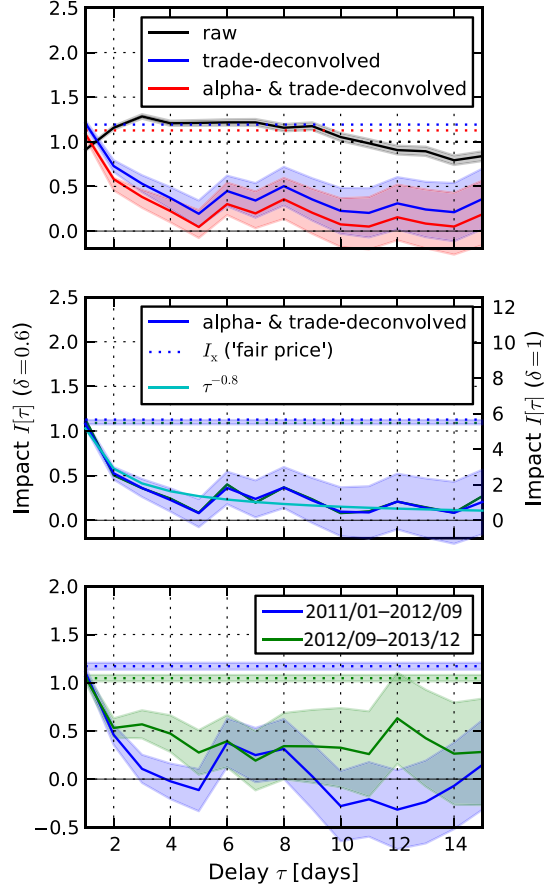 2.5
2.0
1.5
1.0
0.5
0.0
raw
trade-deconvolved
alpha- & trade-deconvolved
2.5
2.0
1.5
1.0
0.5
0.0
Impact I[τ] (δ=0.6)
alpha- & trade-deconvolved
Iₓ ('fair price')
τ⁻⁰·⁸
12
10
8
6
4
2
0
Impact I[τ] (δ=1)
2.0
1.5
1.0
0.5
0.0
−0.5
2011/01–2012/09
2012/09–2013/12
2 4 6 8 10 12 14
Delay τ [days]